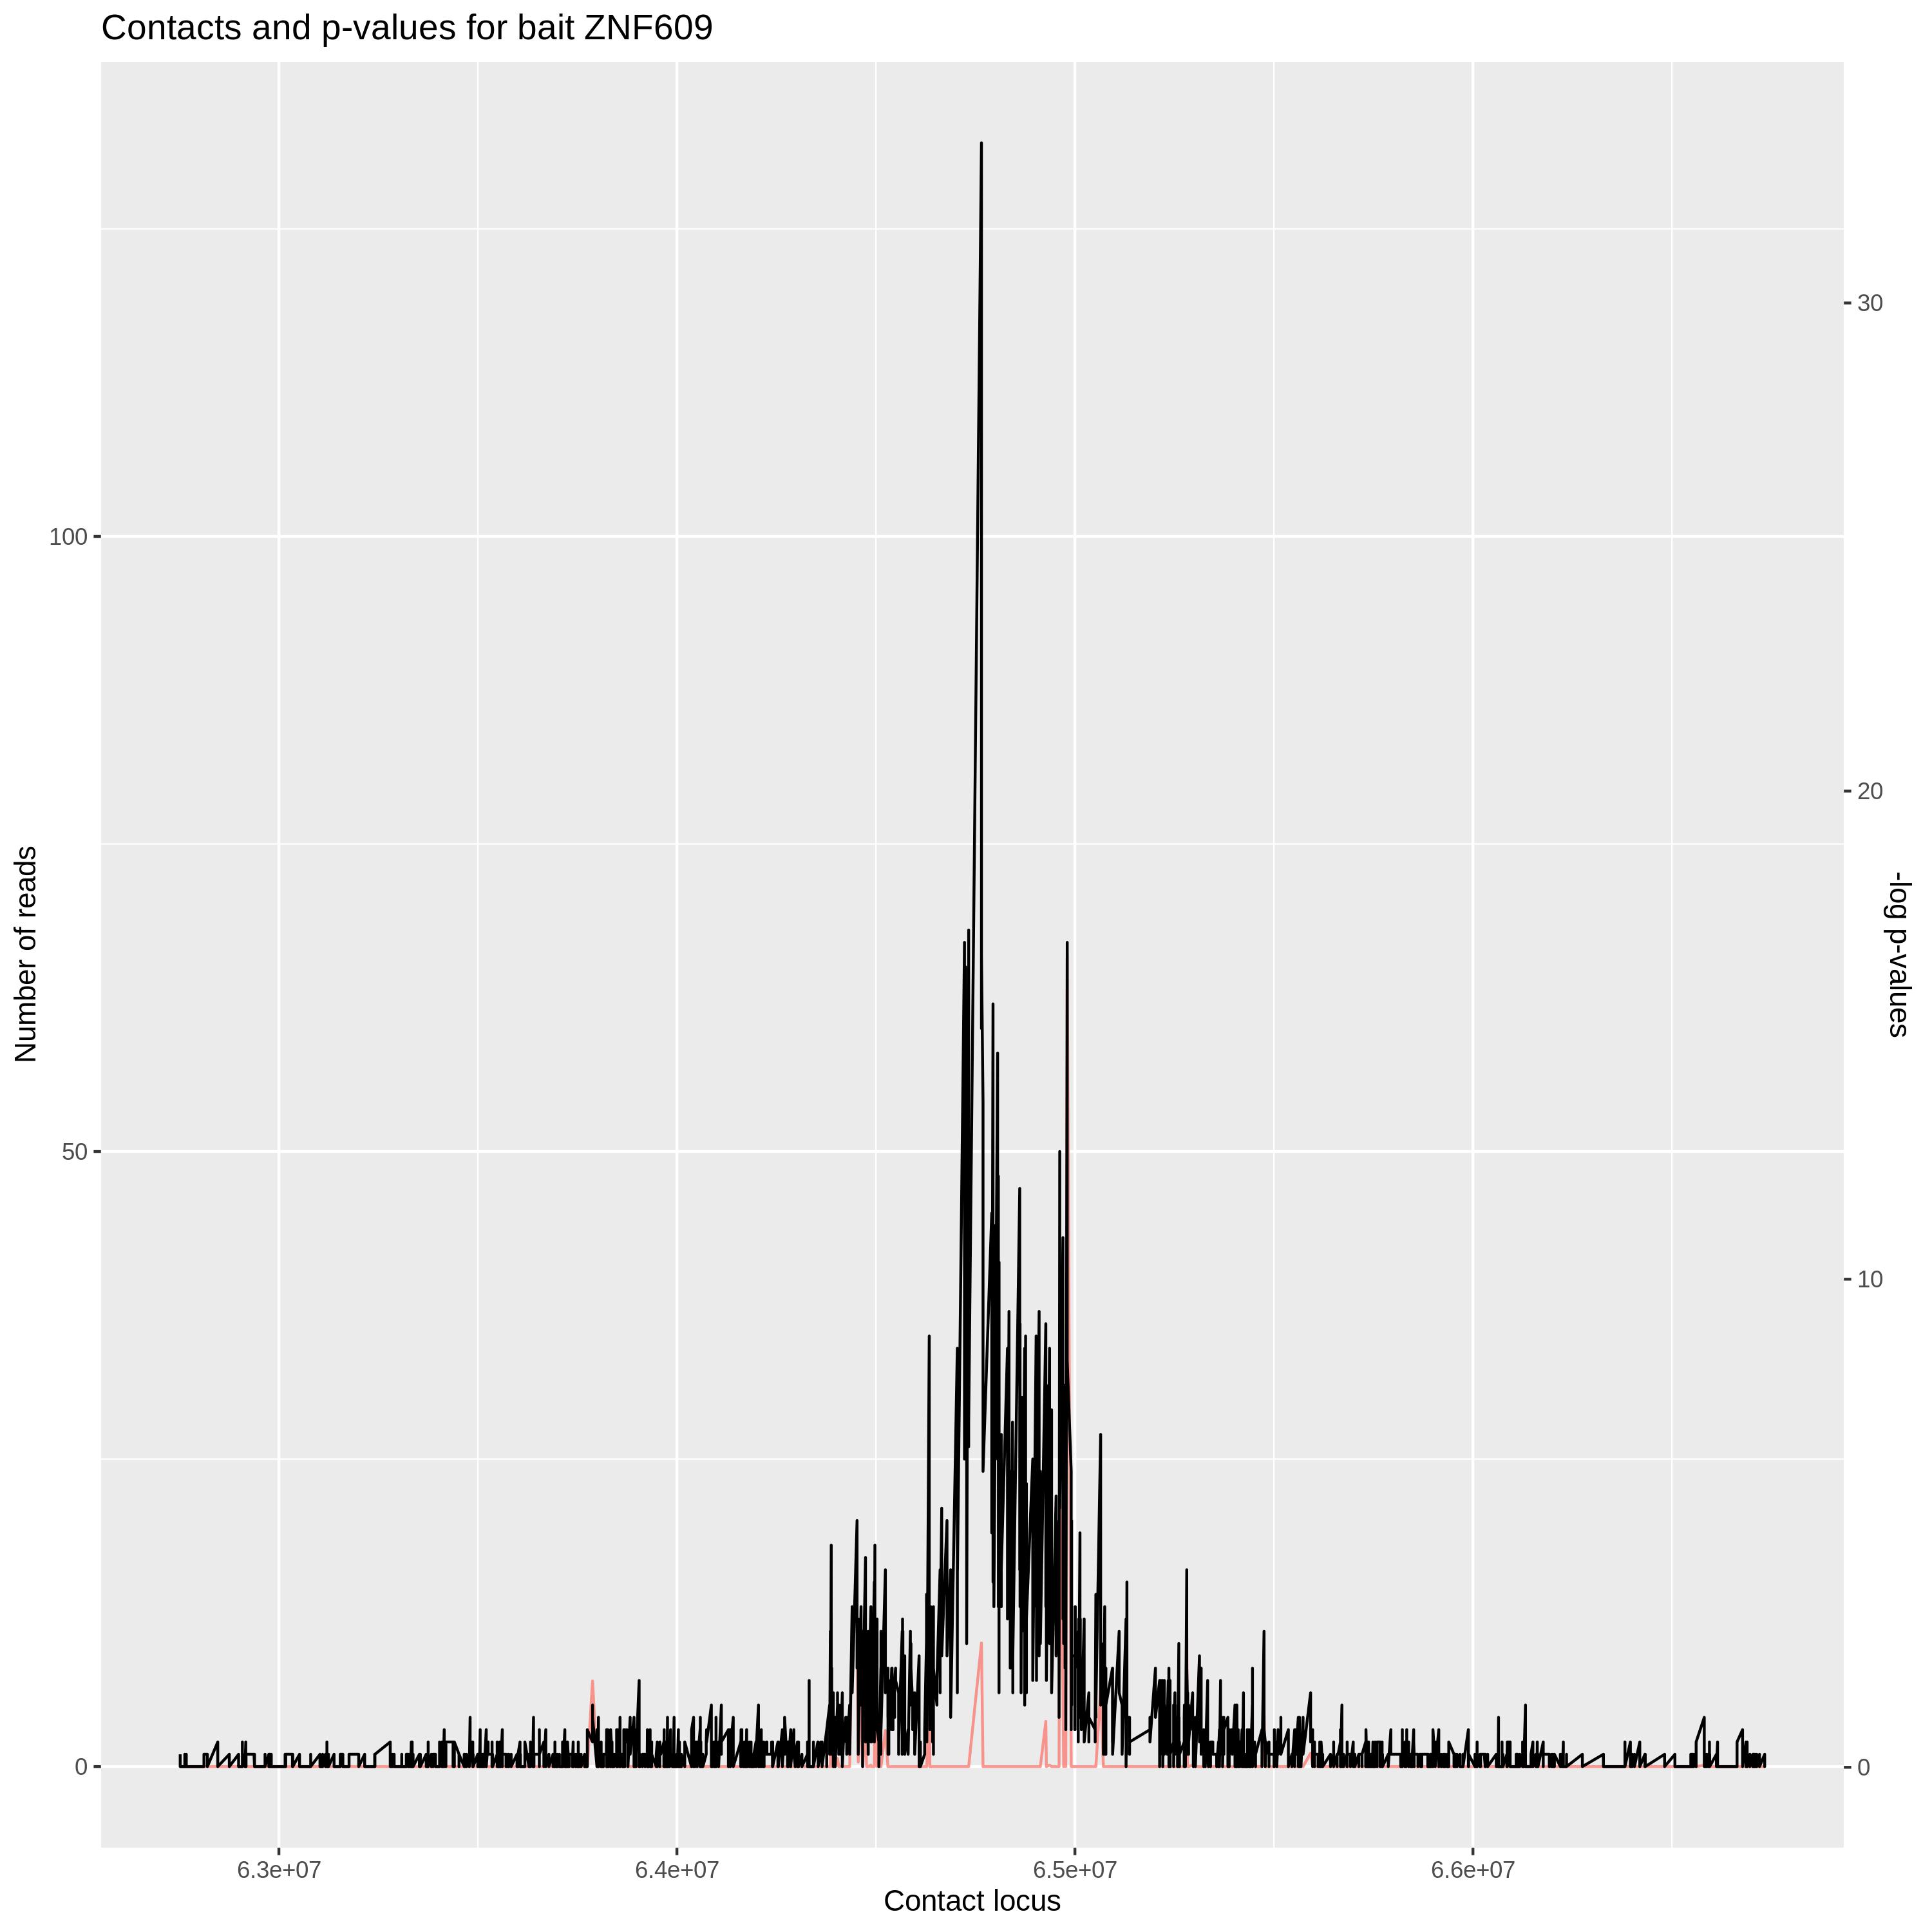 Contacts and p-values for bait ZNF609
100
50
0
Number of reads
30
20
10
0
-log p-values
6.3e+07 6.4e+07 6.5e+07 6.6e+07
Contact locus